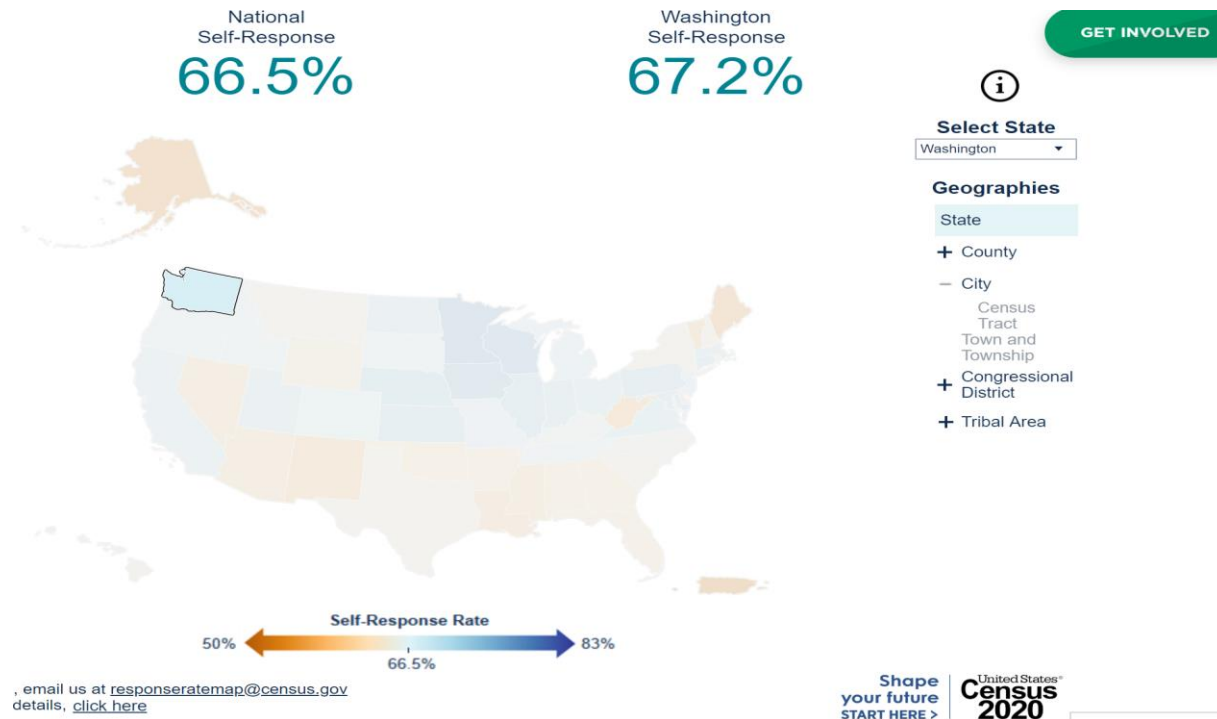 National
Self-Response
66.5%
Washington
Self-Response
67.2%
GET INVOLVED
i
Select State
Washington
Geographies
State
+ County
– City
Census
Tract
Town and
Township
+ Congressional
District
+ Tribal Area
Self-Response Rate
50%
83%
66.5%
, email us at responseratemap@census.gov
details, click here
Shape
your future
START HERE >
United States®
Census
2020